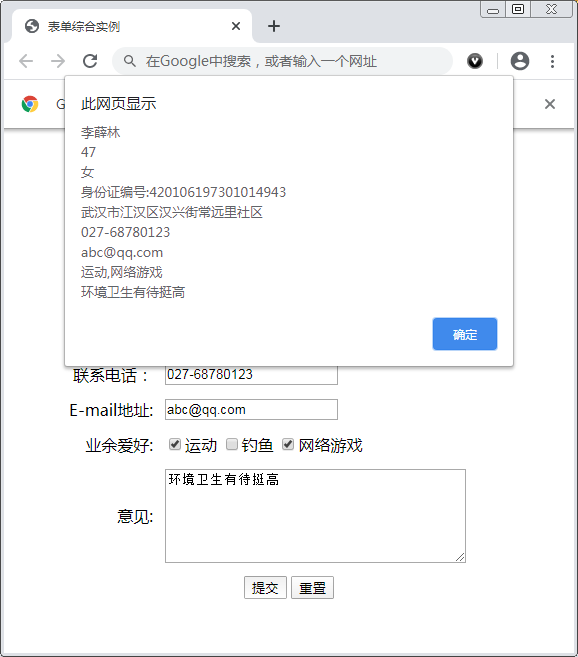 表单综合实例
在Google中搜索，或者输入一个网址
G
此网页显示
李薛林
47
女
身份证编号:420106197301014943
武汉市江汉区汉兴街常远里社区
027-68780123
abc@qq.com
运动,网络游戏
环境卫生有待挺高
确定
联系电话： 027-68780123
E-mail地址: abc@qq.com
业余爱好: 运动 钓鱼 网络游戏
意见: 环境卫生有待挺高
提交 重置